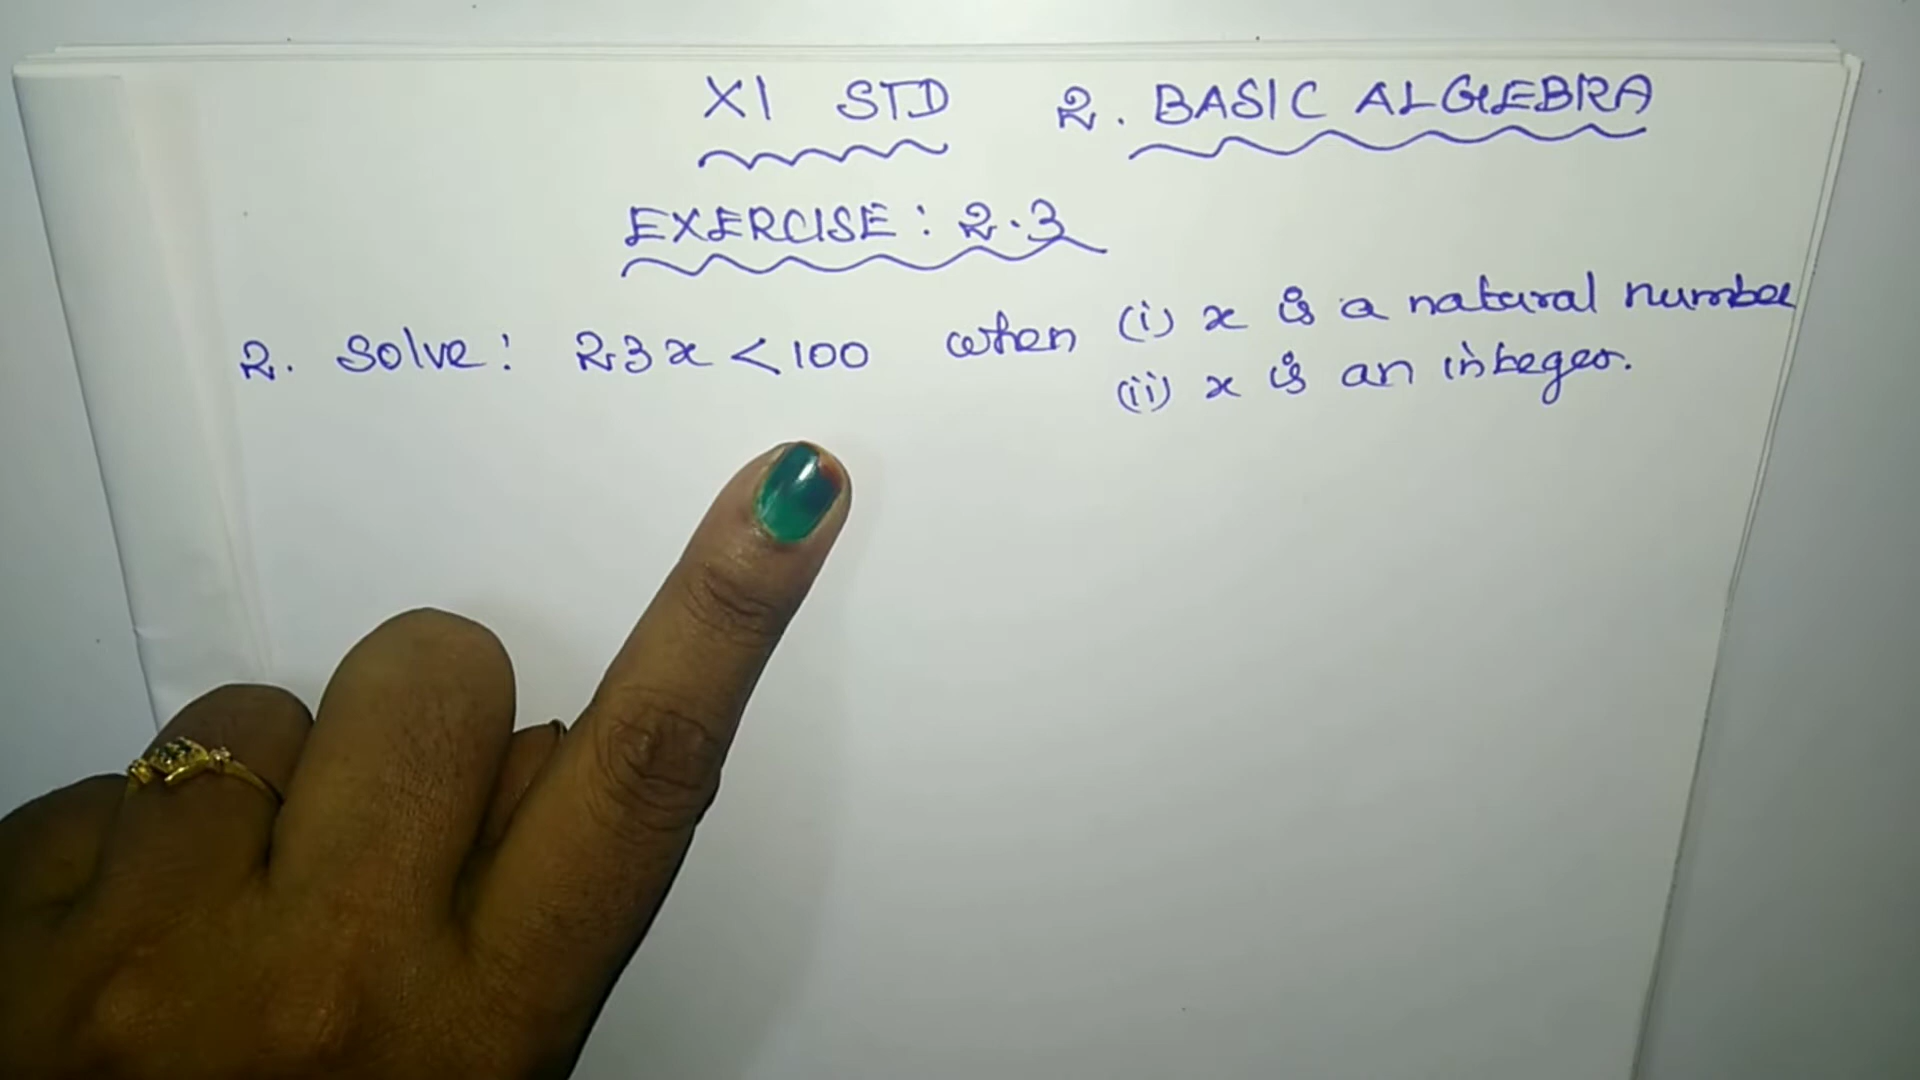 XI STD 2. BASIC ALGEBRA
EXERCISE: 2.3
2. Solve: 23x < 100 when (i) x is a natural number
(ii) x is an integer.